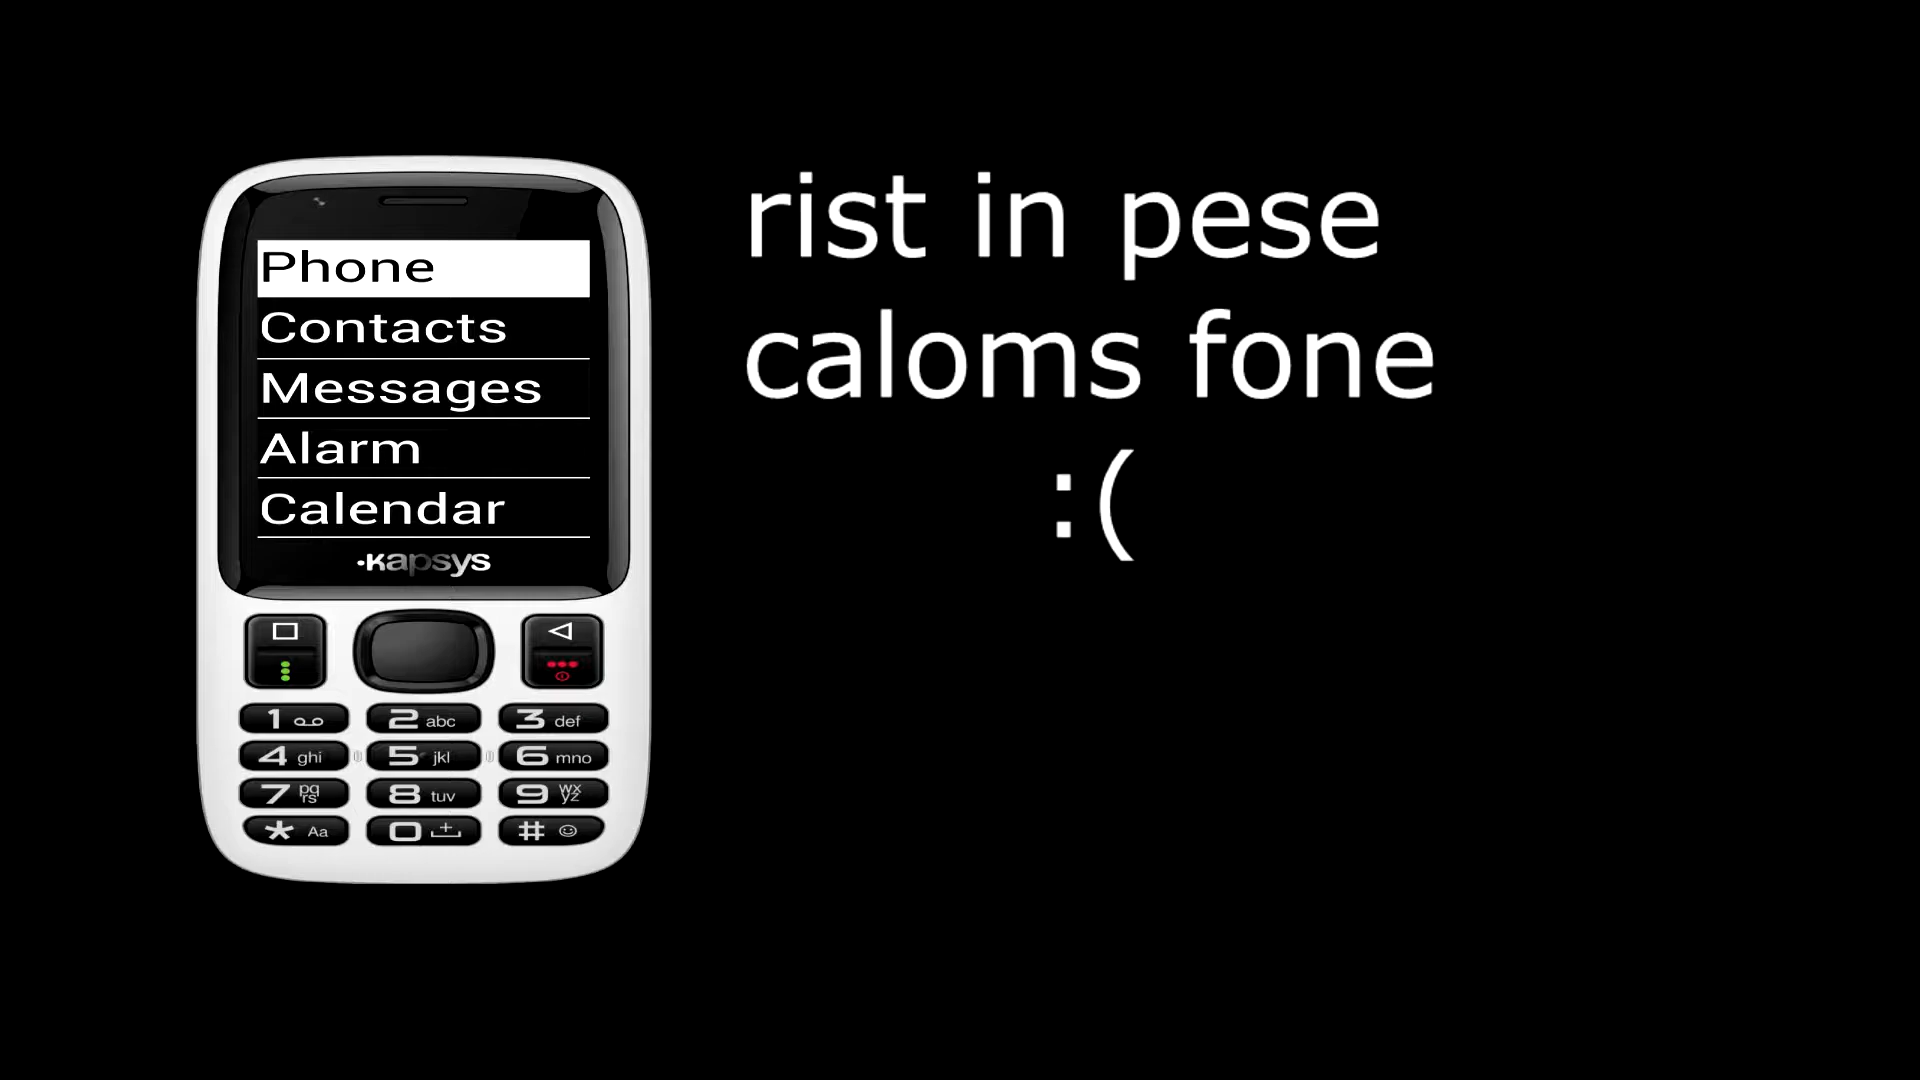 rist in pese
caloms fone
:(
Phone
Contacts
Messages
Alarm
Calendar
kapsys
1
2 abc
3 def
4 ghi
5 jkl
6 mno
7 pqrs
8 tuv
9 wxyz
* Aa
0
#